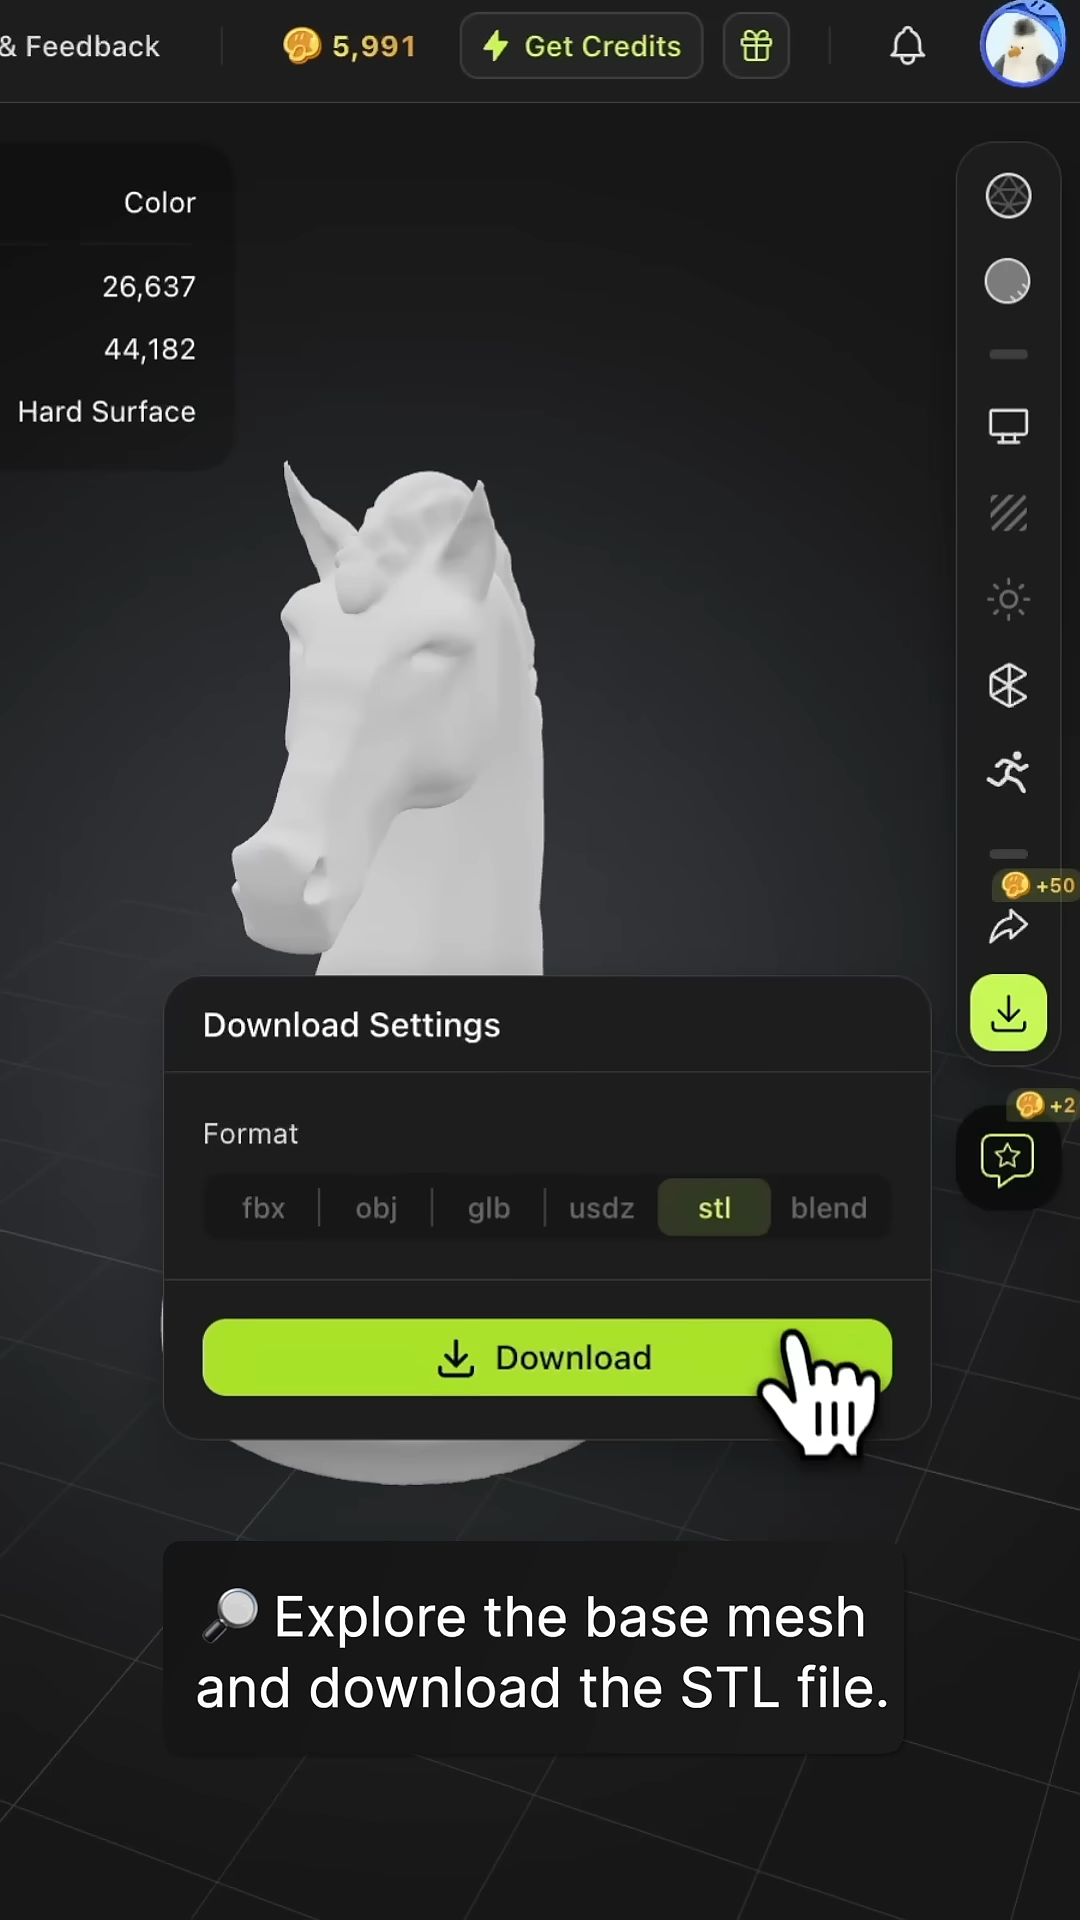 & Feedback
5,991
Get Credits
Color
26,637
44,182
Hard Surface
+50
Download Settings
+2
Format
fbx
obj
glb
usdz
stl
blend
Download
Explore the base mesh
and download the STL file.